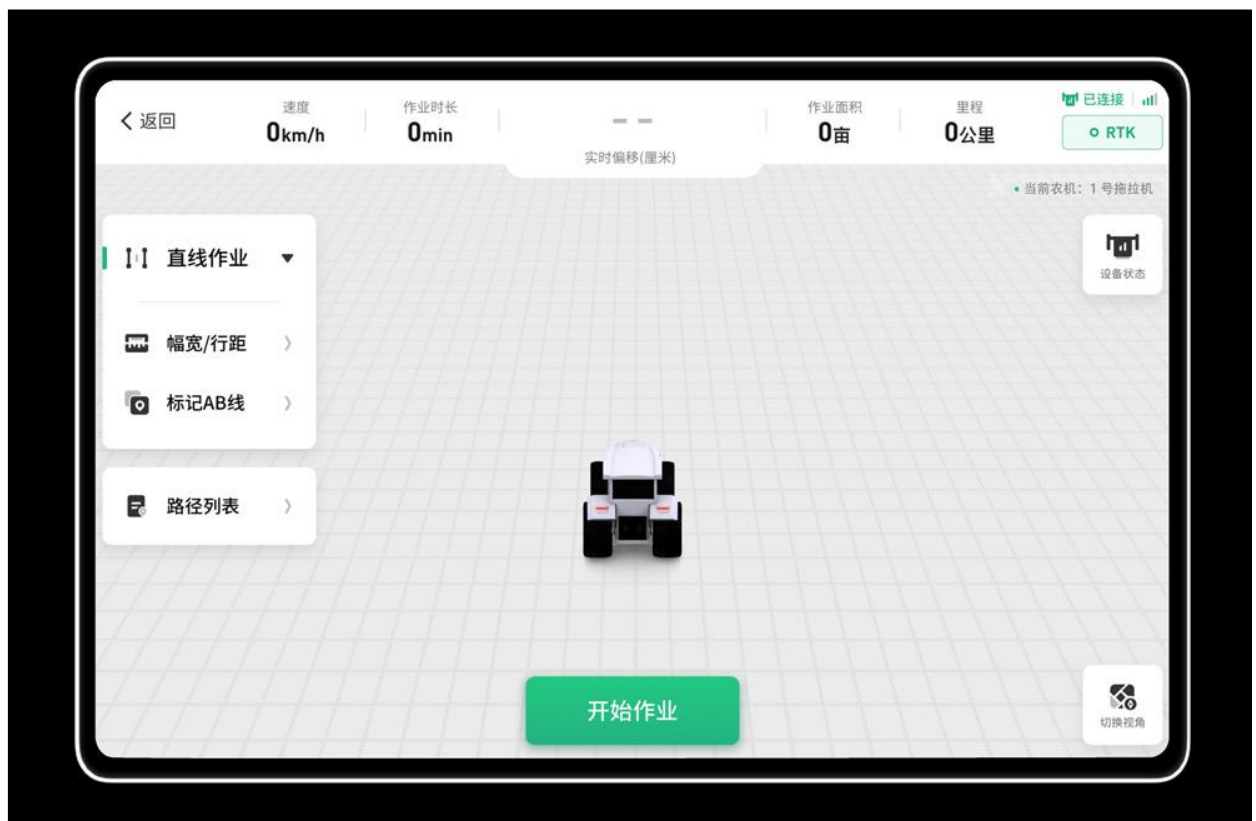 返回
速度
0km/h
作业时长
0min
-- 
实时偏移(厘米)
作业面积
0亩
里程
0公里
已连接
RTK
当前农机：1号拖拉机
直线作业
幅宽/行距
标记AB线
路径列表
设备状态
开始作业
切换视角